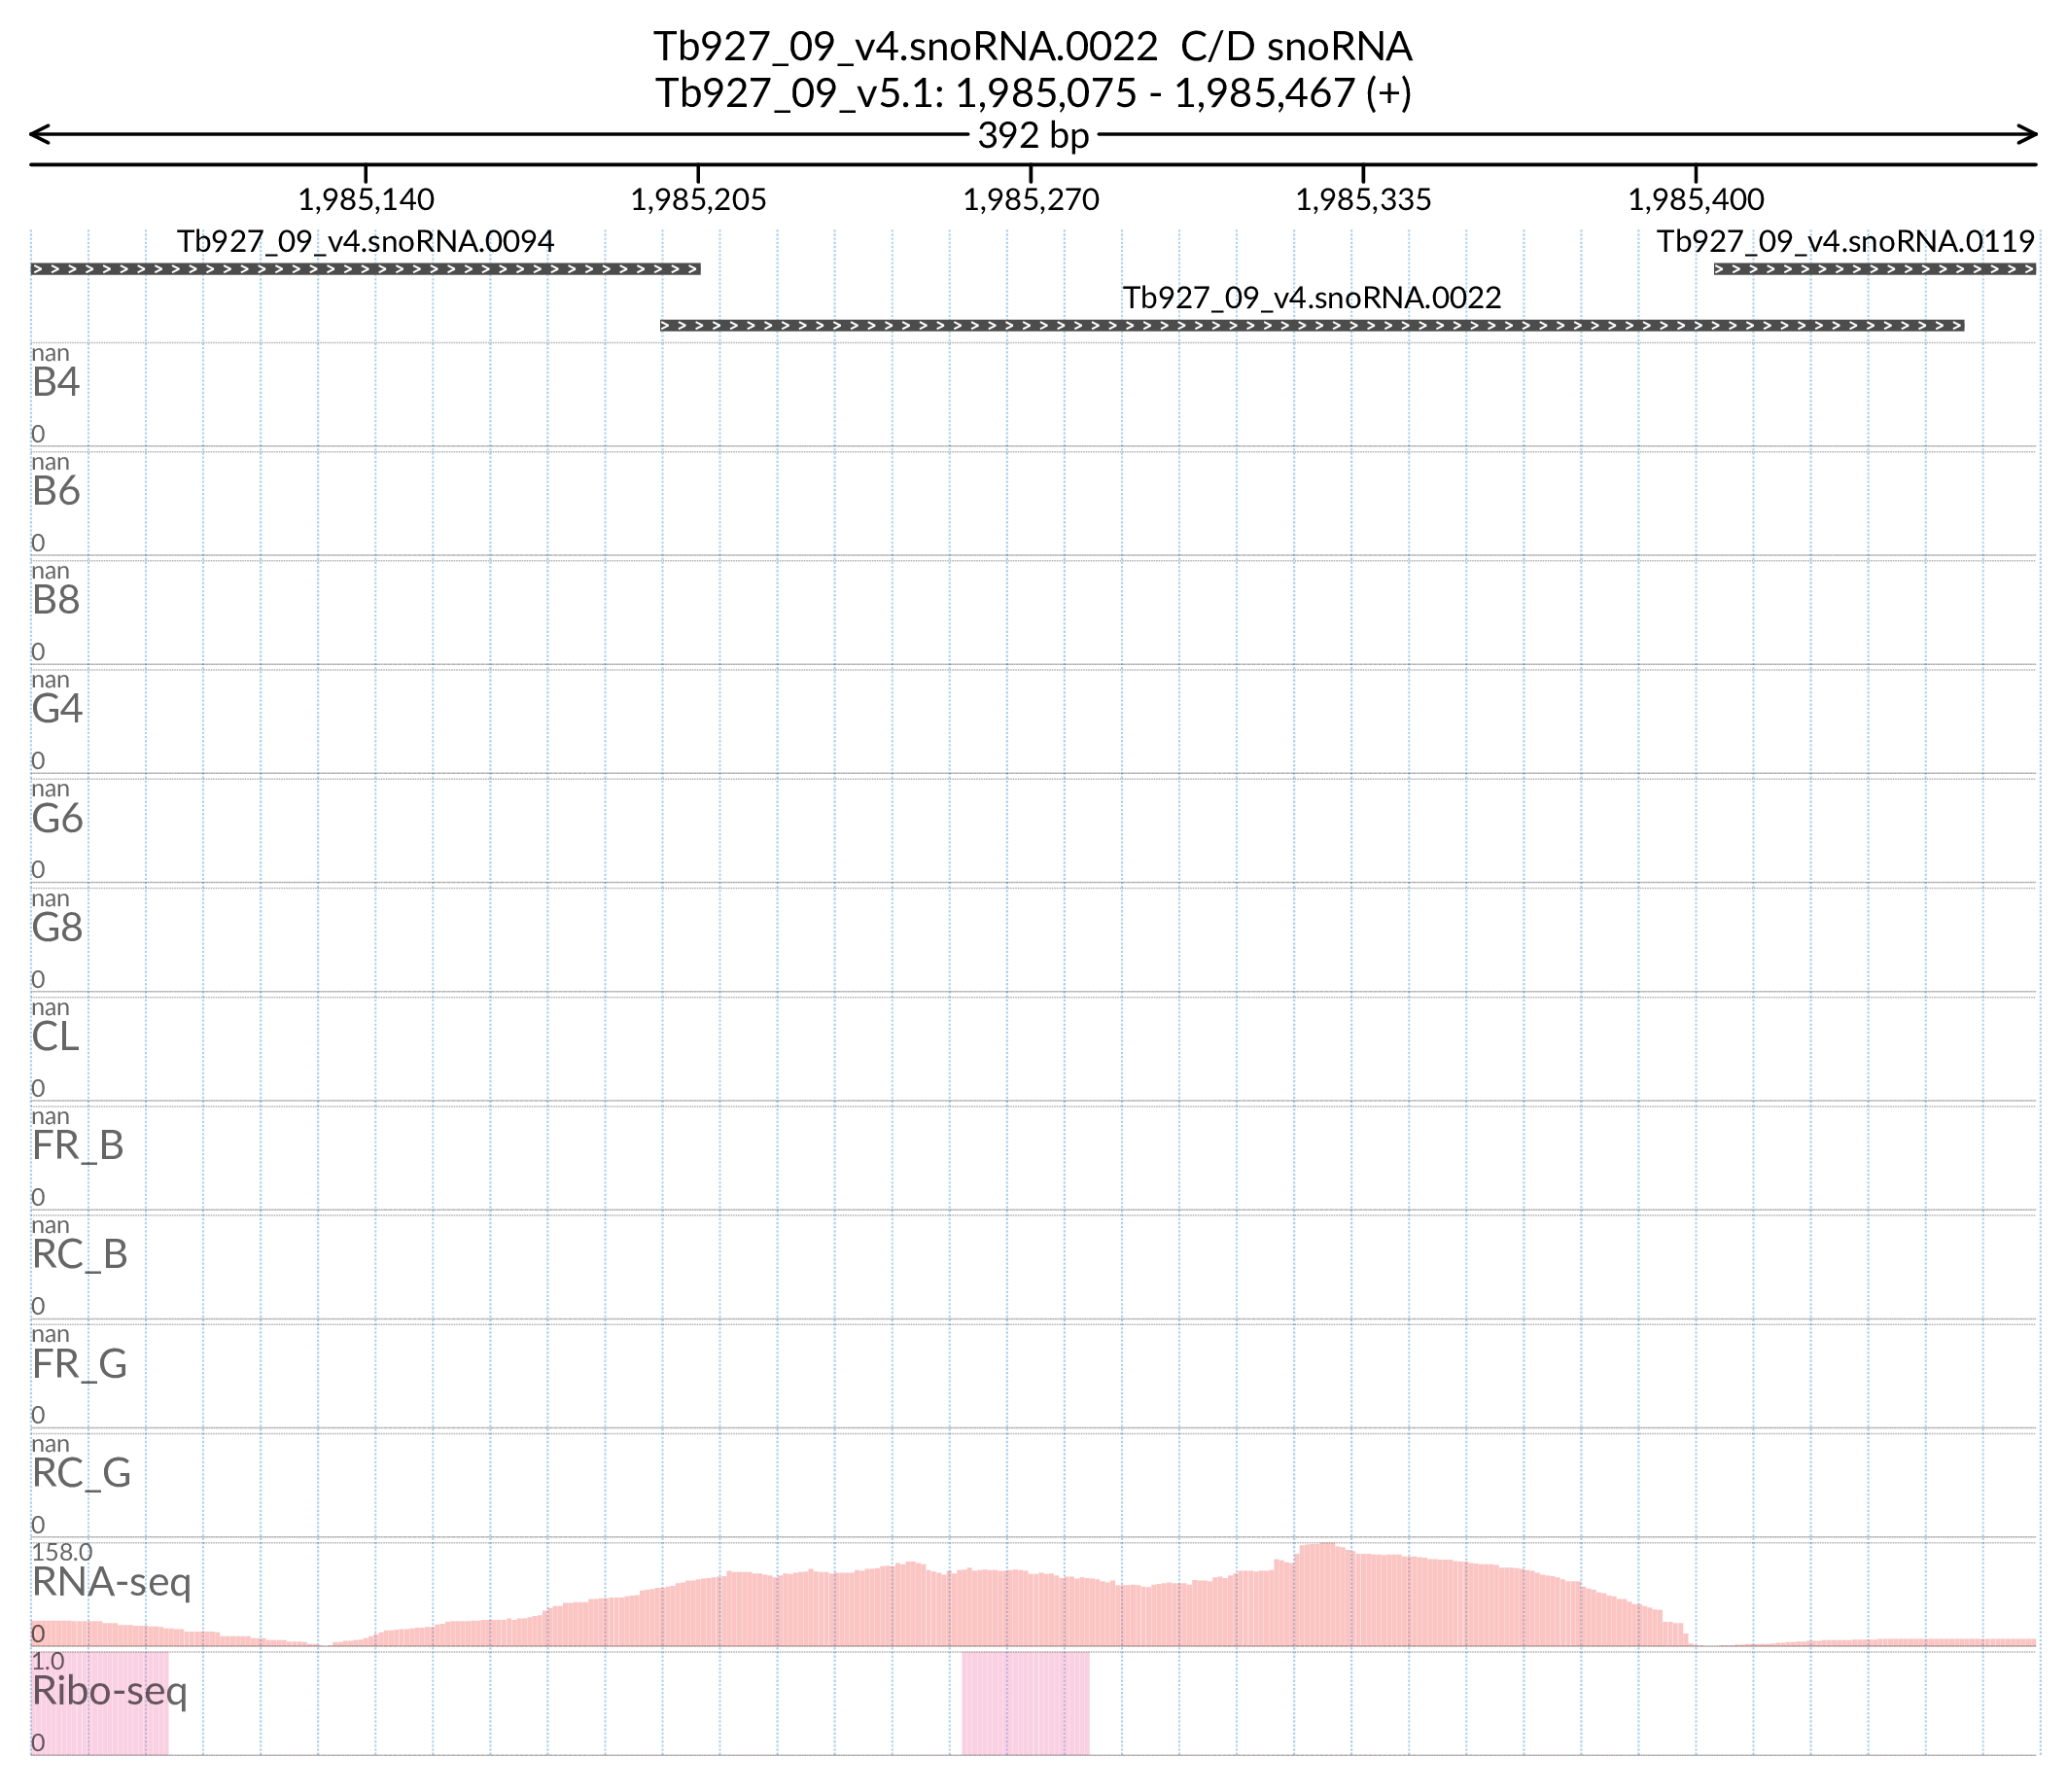 Tb927_09_v4.snoRNA.0022  C/D snoRNA
Tb927_09_v5.1: 1,985,075 - 1,985,467 (+)
392 bp
1,985,140 1,985,205 1,985,270 1,985,335 1,985,400
Tb927_09_v4.snoRNA.0094 Tb927_09_v4.snoRNA.0119
Tb927_09_v4.snoRNA.0022
nan
B4
0
nan
B6
0
nan
B8
0
nan
G4
0
nan
G6
0
nan
G8
0
nan
CL
0
nan
FR_B
0
nan
RC_B
0
nan
FR_G
0
nan
RC_G
0
158.0
RNA-seq
0
1.0
Ribo-seq
0